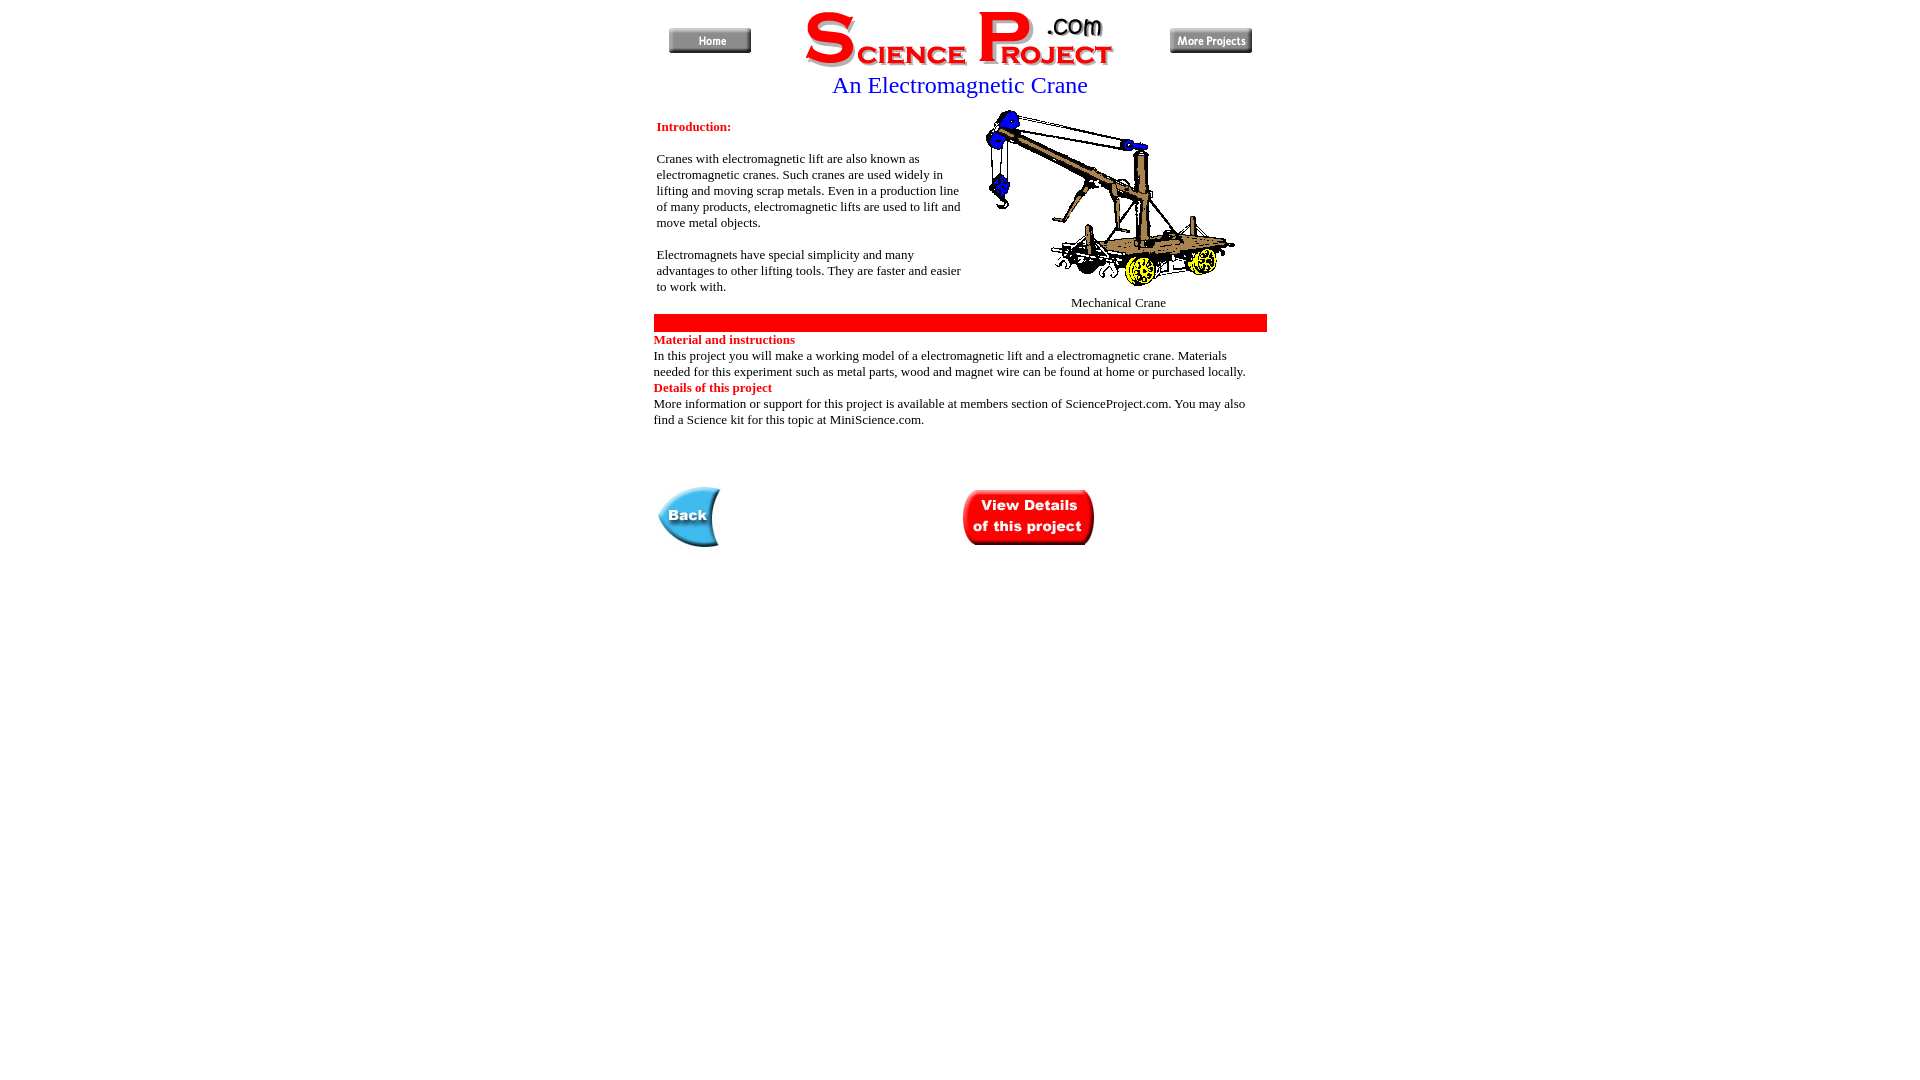 Home
Science Project .com
More Projects
An Electromagnetic Crane
Introduction:
Cranes with electromagnetic lift are also known as
electromagnetic cranes. Such cranes are used widely in
lifting and moving scrap metals. Even in a production line
of many products, electromagnetic lifts are used to lift and
move metal objects.
Electromagnets have special simplicity and many
advantages to other lifting tools. They are faster and easier
to work with.
Mechanical Crane
Material and instructions
In this project you will make a working model of a electromagnetic lift and a electromagnetic crane. Materials
needed for this experiment such as metal parts, wood and magnet wire can be found at home or purchased locally.
Details of this project
More information or support for this project is available at members section of ScienceProject.com. You may also
find a Science kit for this topic at MiniScience.com.
Back
View Details
of this project